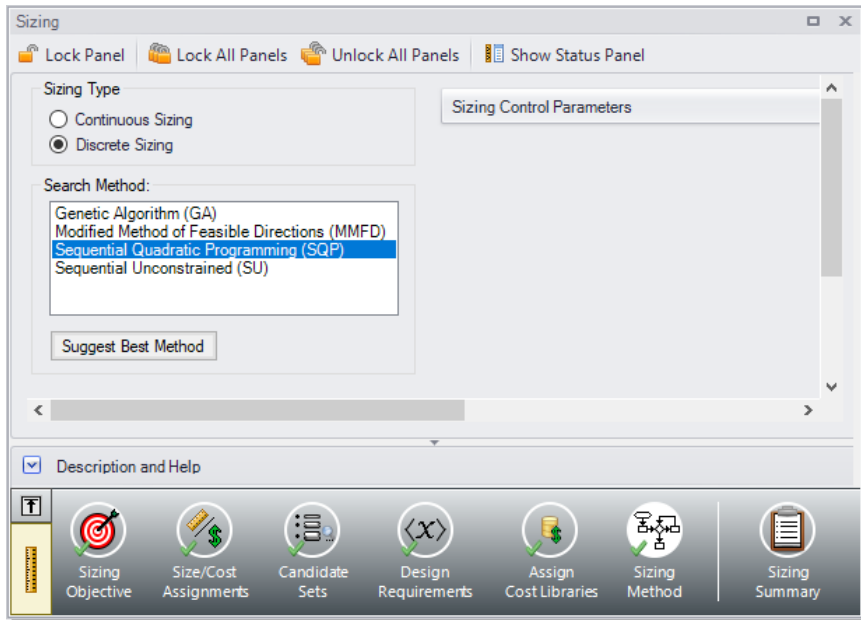 Sizing
Lock Panel Lock All Panels Unlock All Panels Show Status Panel
Sizing Type
Continuous Sizing
Discrete Sizing
Sizing Control Parameters
Search Method:
Genetic Algorithm (GA)
Modified Method of Feasible Directions (MMFD)
Sequential Quadratic Programming (SQP)
Sequential Unconstrained (SU)
Suggest Best Method
Description and Help
Sizing
Objective
Size/Cost
Assignments
Candidate
Sets
<x>
Design
Requirements
$
Assign
Cost Libraries
Sizing
Method
Sizing
Summary